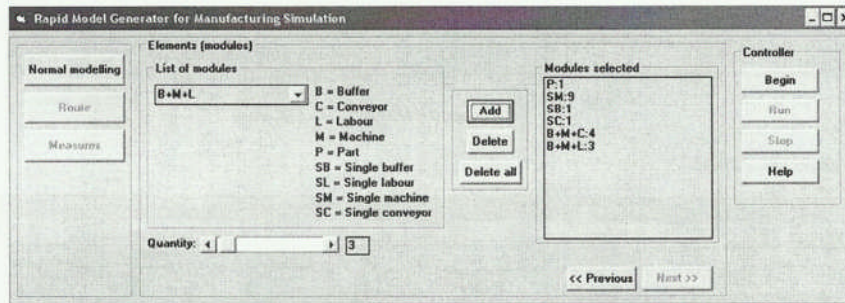 Rapid Model Generator for Manufacturing Simulation
Normal modelling
Route
Measures
Elements (modules)
List of modules
B+M+L
B = Buffer
C = Conveyor
L = Labour
M = Machine
P = Part
SB = Single buffer
SL = Single labour
SM = Single machine
SC = Single conveyor
Quantity:
3
Add
Delete
Delete all
Modules selected
P:1
SM:9
SB:1
SC:1
B+M+C:4
B+M+L:3
<< Previous
Next >>
Controller
Begin
Run
Stop
Help